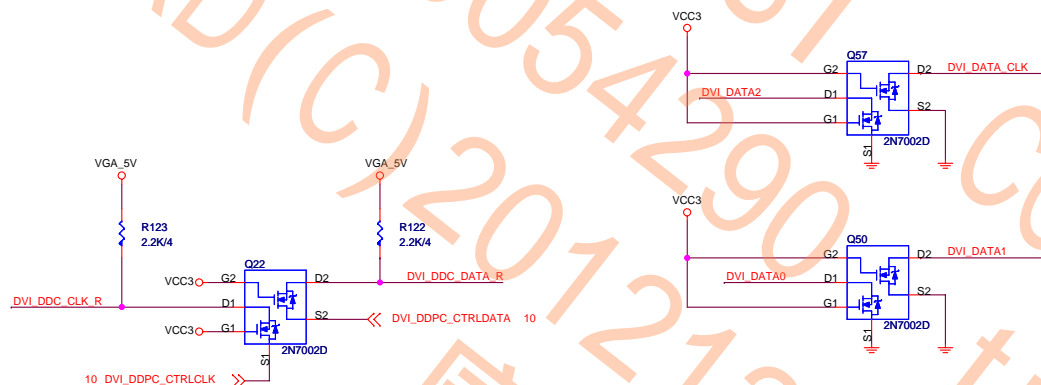 VCC3
Q57
G2
D2
DVI_DATA_CLK
DVI_DATA2
D1
G1
S2
S1
2N7002D
VGA_5V
R123
2.2K/4
VGA_5V
R122
2.2K/4
VCC3
Q50
G2
D2
DVI_DATA1
DVI_DATA0
D1
G1
S2
S1
2N7002D
Q22
VCC3
G2
D2
DVI_DDC_DATA_R
DVI_DDC_CLK_R
D1
VCC3
G1
S2
DVI_DDPC_CTRLDATA 10
S1
2N7002D
10 DVI_DDPC_CTRLCLK